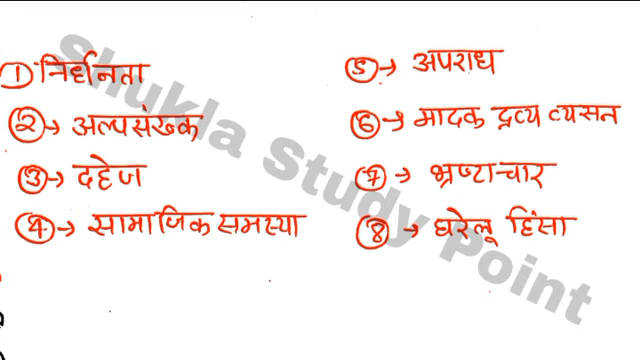 ① निर्धनता
② → अल्पसंख्यक
③ → दहेज
④ → सामाजिक समस्या
⑤ → अपराध
⑥ → मादक द्रव्य व्यसन
⑦ → भ्रष्टाचार
⑧ → घरेलू हिंसा
Shukla Study Point